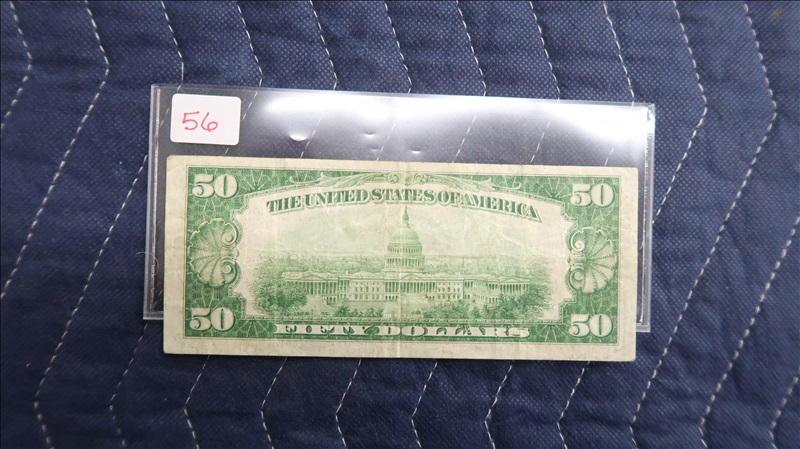 56
50 50
THE UNITED STATES OF AMERICA
50 50
FIFTY DOLLARS